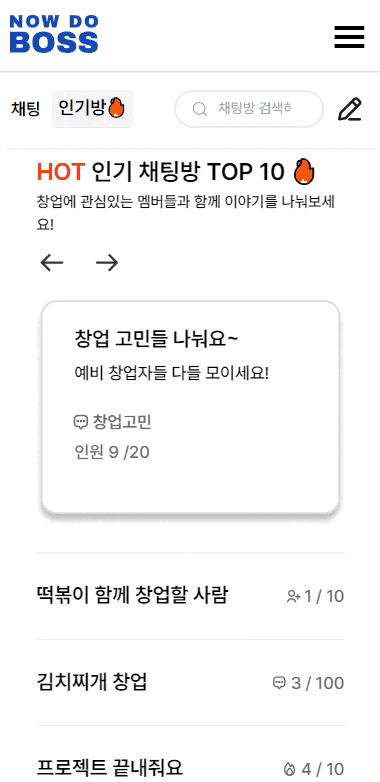 NOW DO
BOSS
채팅 인기방🔥 채팅방 검색하
HOT 인기 채팅방 TOP 10 🔥
창업에 관심있는 멤버들과 함께 이야기를 나눠보세
요!
창업 고민들 나눠요~
예비 창업자들 다들 모이세요!
창업고민
인원 9 /20
떡볶이 함께 창업할 사람 1 / 10
김치찌개 창업 3 / 100
프로젝트 끝내줘요 4 / 10